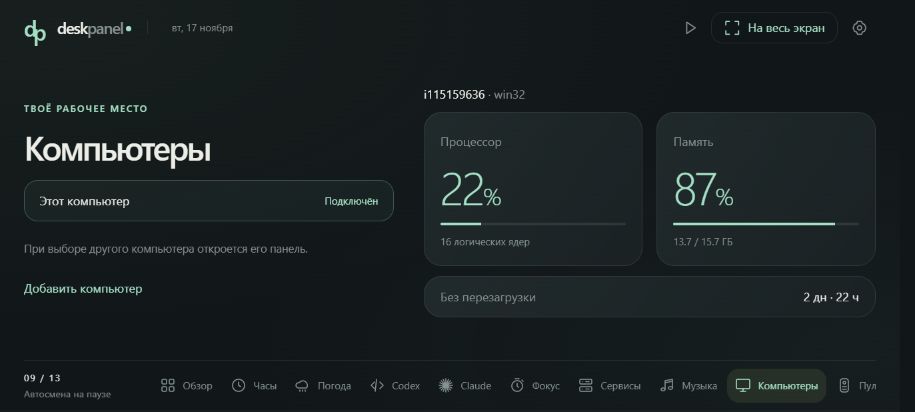 dp deskpanel
вт, 17 ноября
На весь экран
ТВОЁ РАБОЧЕЕ МЕСТО
Компьютеры
Этот компьютер
Подключён
При выборе другого компьютера откроется его панель.
Добавить компьютер
i115159636 · win32
Процессор
22%
16 логических ядер
Память
87%
13.7 / 15.7 ГБ
Без перезагрузки
2 дн · 22 ч
09 / 13
Автосмена на паузе
Обзор
Часы
Погода
Codex
Claude
Фокус
Сервисы
Музыка
Компьютеры
Пул